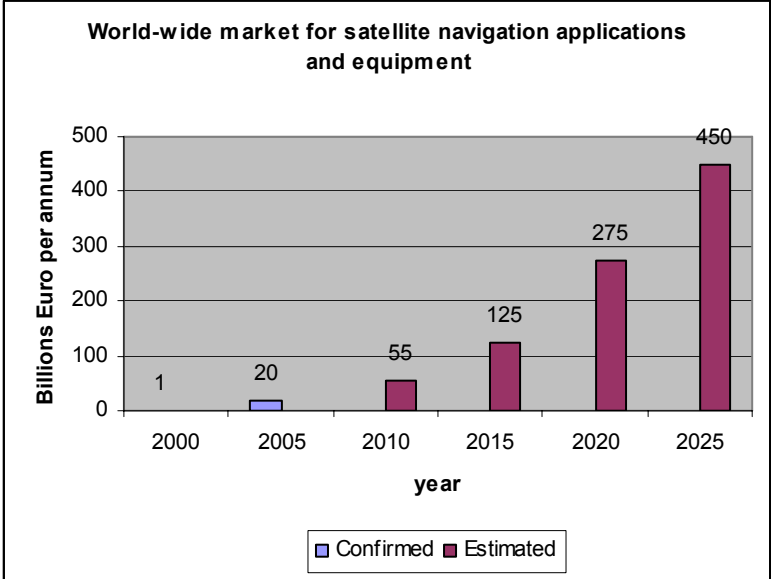 World-wide market for satellite navigation applications
and equipment
Billions Euro per annum
500
400
300
200
100
0
1
20
55
125
275
450
2000 2005 2010 2015 2020 2025
year
Confirmed Estimated